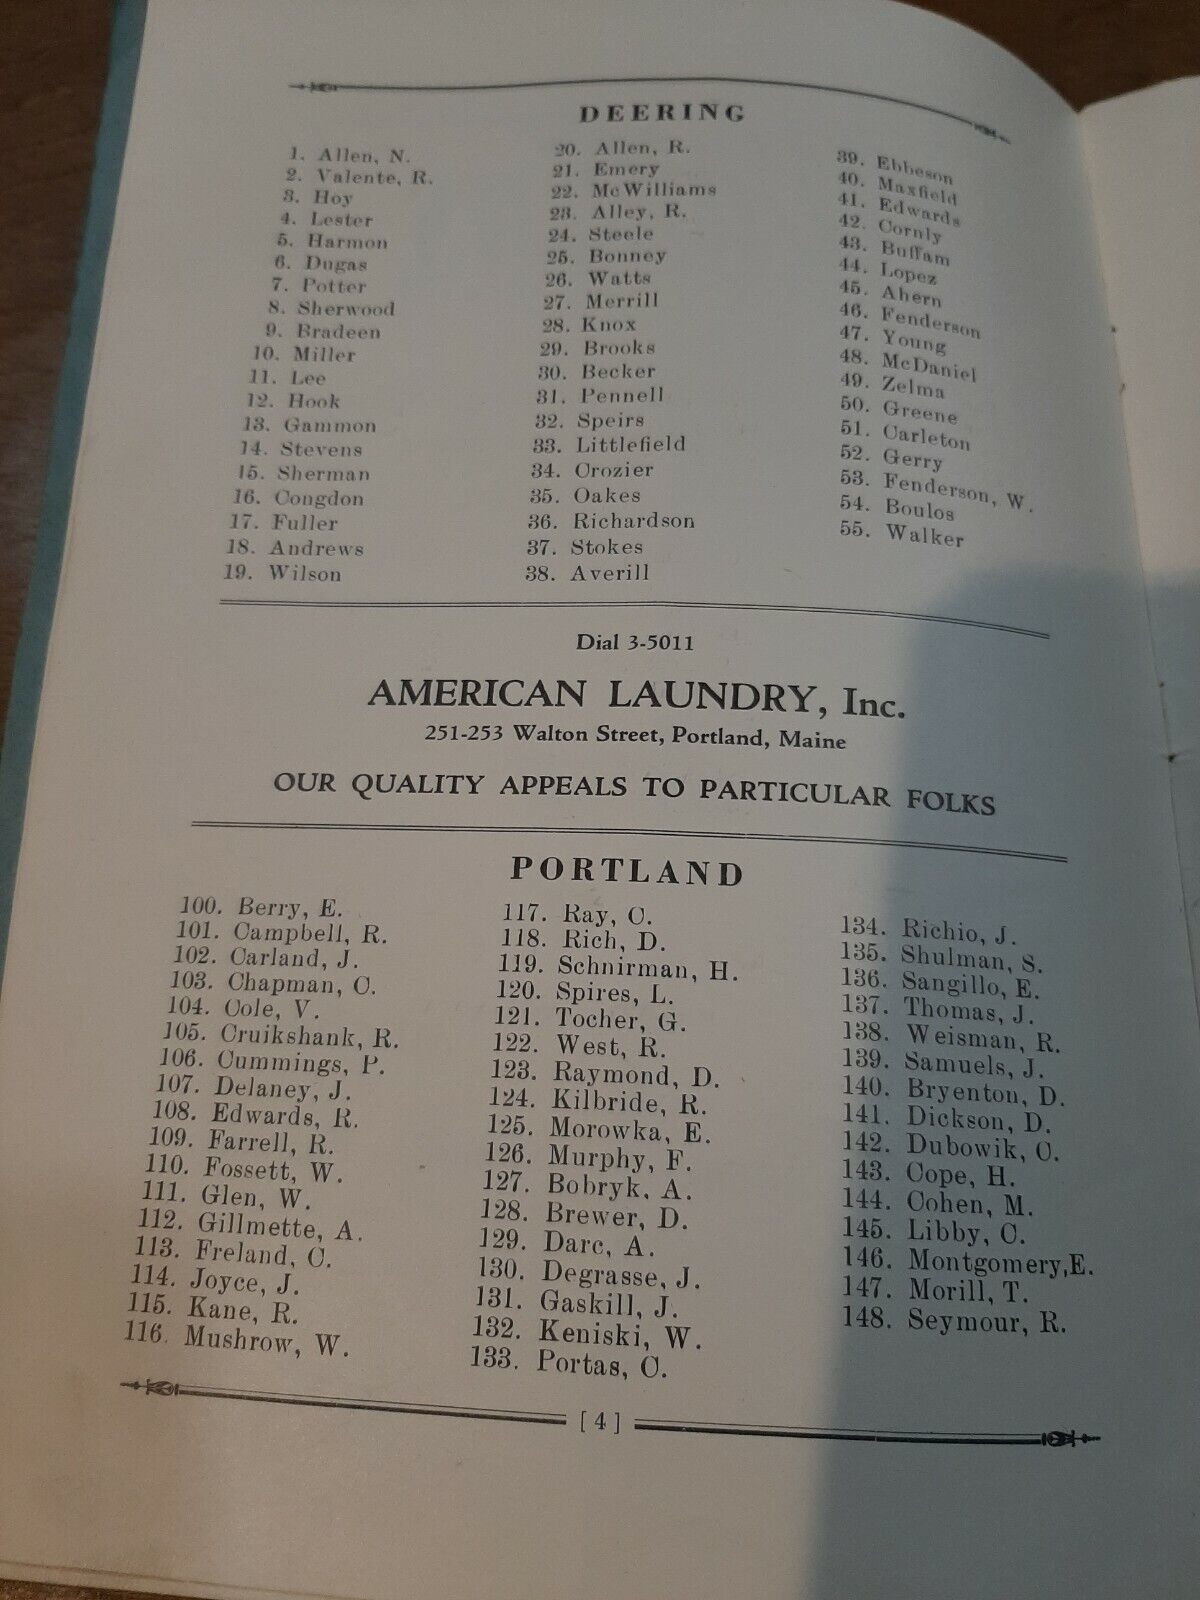 DEERING
1. Allen, N.
2. Valente, R.
3. Hoy
4. Lester
5. Harmon
6. Dugas
7. Potter
8. Sherwood
9. Bradeen
10. Miller
11. Lee
12. Hook
13. Gammon
14. Stevens
15. Sherman
16. Congdon
17. Fuller
18. Andrews
19. Wilson
20. Allen, R.
21. Emery
22. McWilliams
23. Alley, R.
24. Steele
25. Bonney
26. Watts
27. Merrill
28. Knox
29. Brooks
30. Becker
31. Pennell
32. Speirs
33. Littlefield
34. Crozier
35. Oakes
36. Richardson
37. Stokes
38. Averill
39. Ebbeson
40. Maxfield
41. Edwards
42. Cornly
43. Buffam
44. Lopez
45. Ahern
46. Fenderson
47. Young
48. McDaniel
49. Zelma
50. Greene
51. Carleton
52. Gerry
53. Fenderson, W.
54. Boulos
55. Walker
Dial 3-5011
AMERICAN LAUNDRY, Inc.
251-253 Walton Street, Portland, Maine
OUR QUALITY APPEALS TO PARTICULAR FOLKS
PORTLAND
100. Berry, E.
101. Campbell, R.
102. Carland, J.
103. Chapman, C.
104. Cole, V.
105. Cruikshank, R.
106. Cummings, P.
107. Delaney, J.
108. Edwards, R.
109. Farrell, R.
110. Fossett, W.
111. Glen, W.
112. Gillmette, A.
113. Freland, C.
114. Joyce, J.
115. Kane, R.
116. Mushrow, W.
117. Ray, C.
118. Rich, D.
119. Schnirman, H.
120. Spires, L.
121. Tocher, G.
122. West, R.
123. Raymond, D.
124. Kilbride, R.
125. Morowka, E.
126. Murphy, F.
127. Bobryk, A.
128. Brewer, D.
129. Darc, A.
130. Degrasse, J.
131. Gaskill, J.
132. Keniski, W.
133. Portas, C.
134. Richio, J.
135. Shulman, S.
136. Sangillo, E.
137. Thomas, J.
138. Weisman, R.
139. Samuels, J.
140. Bryenton, D.
141. Dickson, D.
142. Dubowik, C.
143. Cope, H.
144. Cohen, M.
145. Libby, C.
146. Montgomery,E.
147. Morill, T.
148. Seymour, R.
[4]